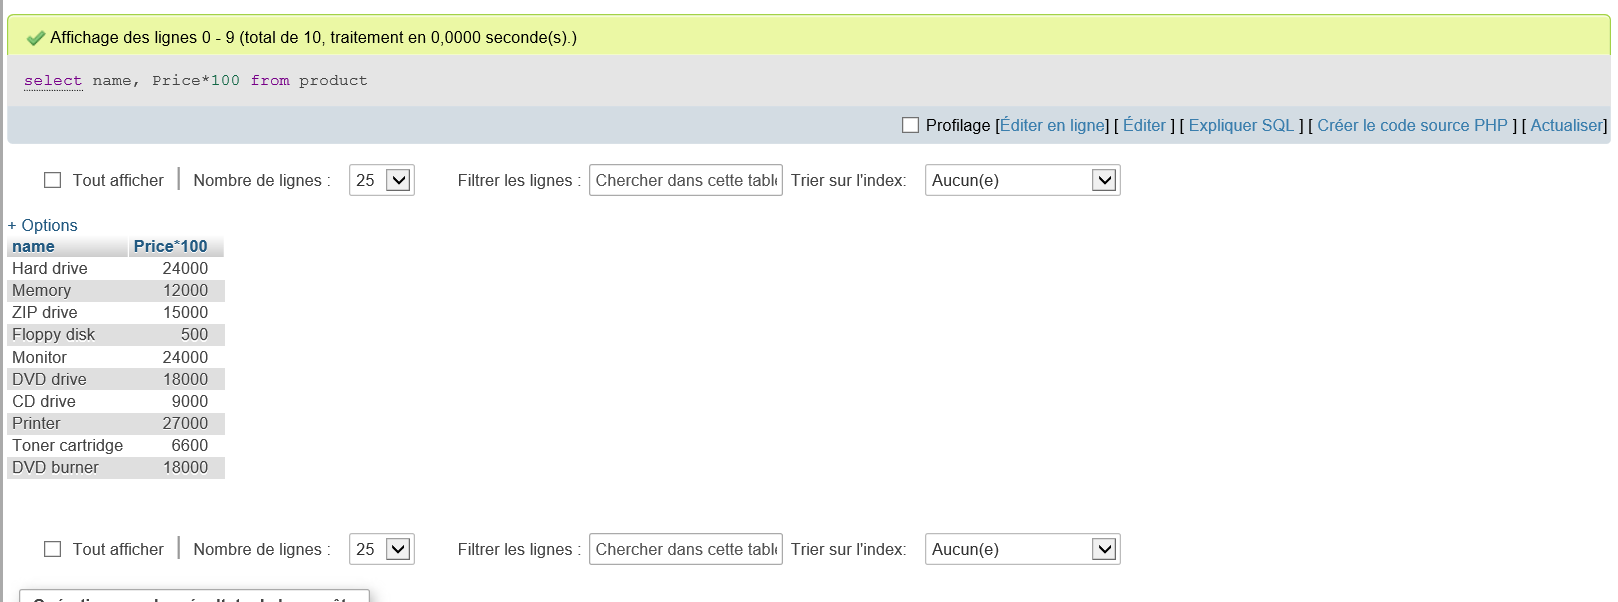 Affichage des lignes 0 - 9 (total de 10, traitement en 0,0000 seconde(s).)
select name, Price*100 from product
Profilage [Éditer en ligne] [ Éditer ] [ Expliquer SQL ] [ Créer le code source PHP ] [ Actualiser]
Tout afficher Nombre de lignes : 25 Filtrer les lignes : Chercher dans cette table Trier sur l'index: Aucun(e)
+ Options
name Price*100
Hard drive 24000
Memory 12000
ZIP drive 15000
Floppy disk 500
Monitor 24000
DVD drive 18000
CD drive 9000
Printer 27000
Toner cartridge 6600
DVD burner 18000
Tout afficher Nombre de lignes : 25 Filtrer les lignes : Chercher dans cette table Trier sur l'index: Aucun(e)